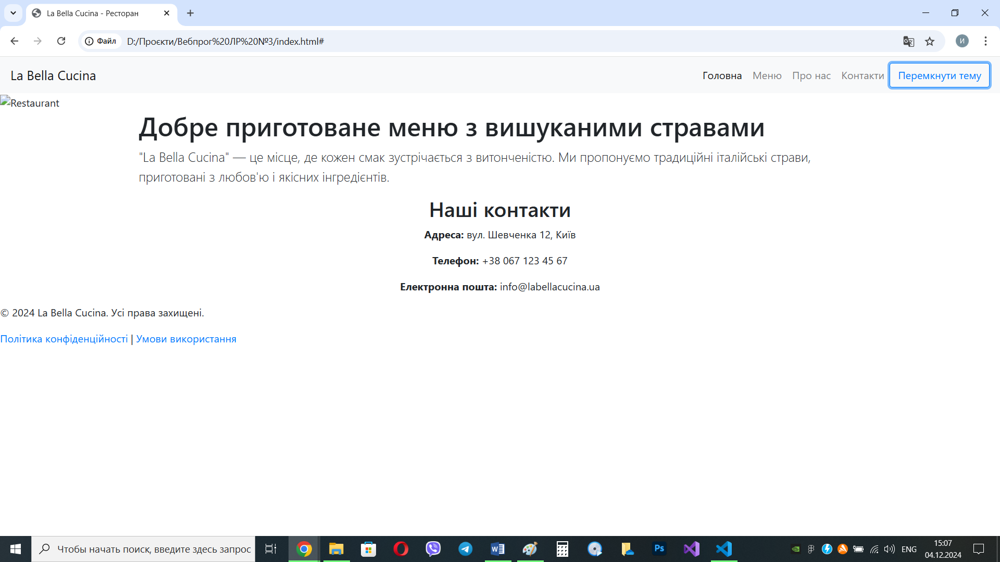 La Bella Cucina - Ресторан
Файл
D:/Проєкти/Вебпрог%20ЛР%20№3/index.html#
И
La Bella Cucina
Головна
Меню
Про нас
Контакти
Перемкнути тему
Restaurant
Добре приготоване меню з вишуканими стравами
"La Bella Cucina" — це місце, де кожен смак зустрічається з витонченістю. Ми пропонуємо традиційні італійські страви,
приготовані з любов'ю і якісних інгредієнтів.
Наші контакти
Адреса: вул. Шевченка 12, Київ
Телефон: +38 067 123 45 67
Електронна пошта: info@labellacucina.ua
© 2024 La Bella Cucina. Усі права захищені.
Політика конфіденційності | Умови використання
Чтобы начать поиск, введите здесь запрос
Ps
ENG
15:07
04.12.2024